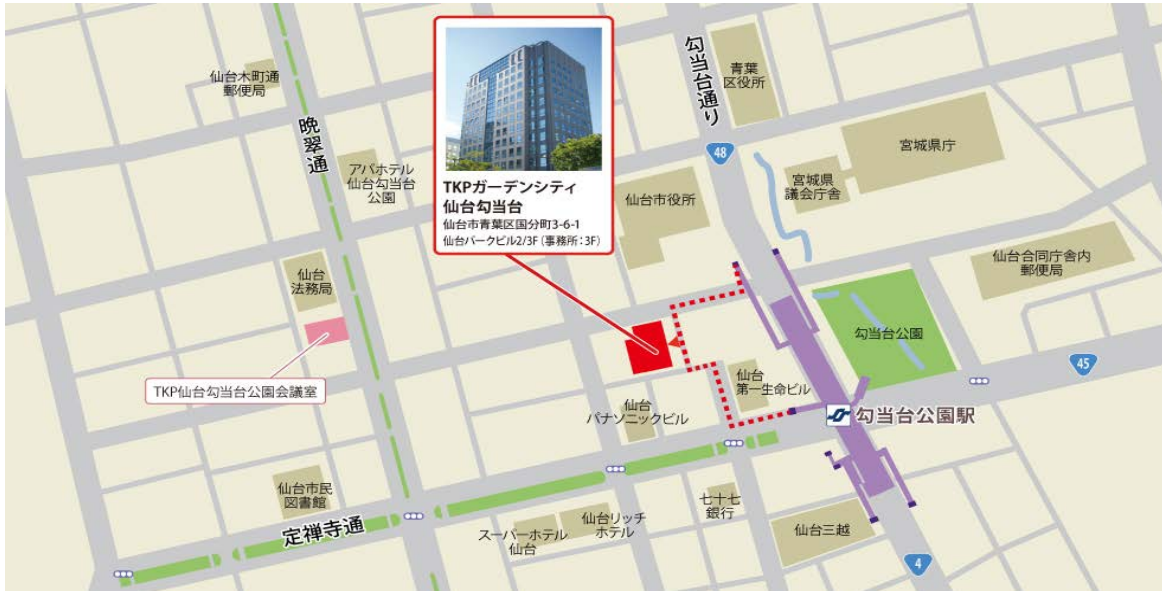 仙台木町通
郵便局
晩翠通
アパホテル
仙台勾当台
公園
仙台
法務局
TKP仙台勾当台公園会議室
仙台市民
図書館
定禅寺通
TKPガーデンシティ
仙台勾当台
仙台市青葉区国分町3-6-1
仙台パークビル2/3F(事務所:3F)
勾当台通り
青葉
区役所
48
仙台市役所
宮城県庁
宮城県
議会庁舎
仙台合同庁舎内
郵便局
勾当台公園
45
仙台
第一生命ビル
仙台
パナソニックビル
勾当台公園駅
スーパーホテル
仙台
仙台リッチ
ホテル
七十七
銀行
仙台三越
4